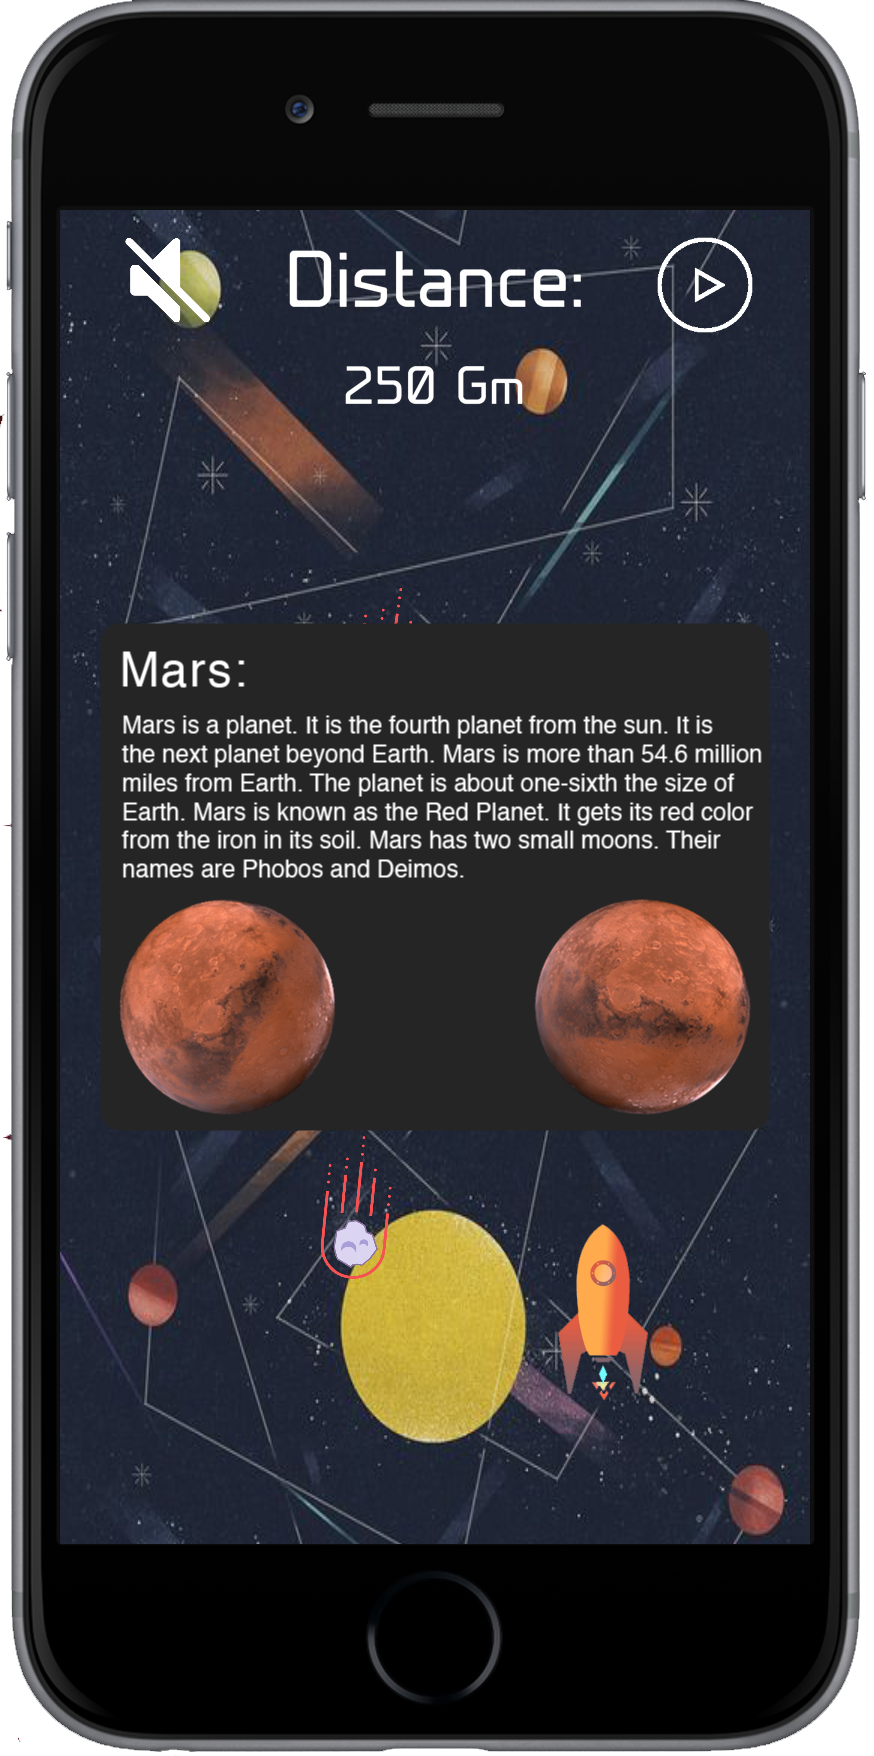 Distance:
250 Gm
Mars:
Mars is a planet. It is the fourth planet from the sun. It is
the next planet beyond Earth. Mars is more than 54.6 million
miles from Earth. The planet is about one-sixth the size of
Earth. Mars is known as the Red Planet. It gets its red color
from the iron in its soil. Mars has two small moons. Their
names are Phobos and Deimos.